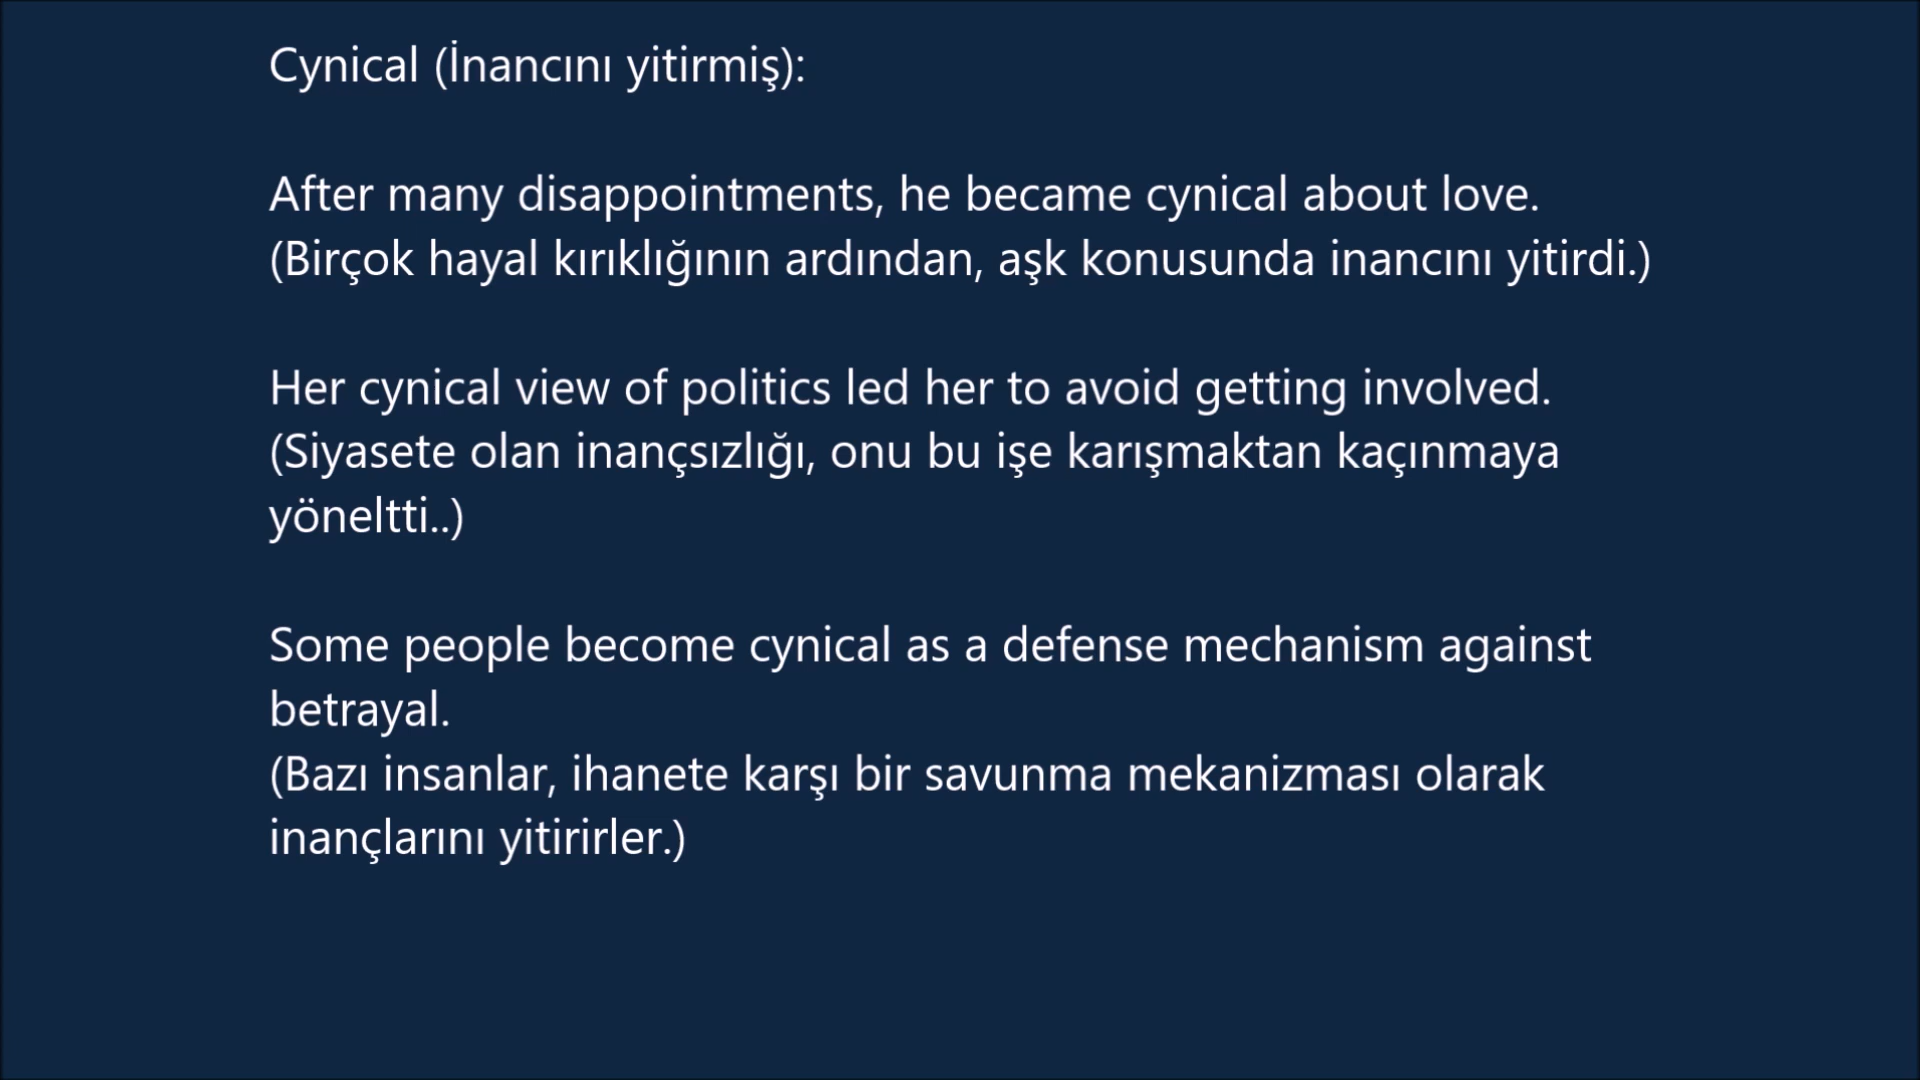 Cynical (İnancını yitirmiş):
After many disappointments, he became cynical about love.
(Birçok hayal kırıklığının ardından, aşk konusunda inancını yitirdi.)
Her cynical view of politics led her to avoid getting involved.
(Siyasete olan inançsızlığı, onu bu işe karışmaktan kaçınmaya
yöneltti..)
Some people become cynical as a defense mechanism against
betrayal.
(Bazı insanlar, ihanete karşı bir savunma mekanizması olarak
inançlarını yitirirler.)